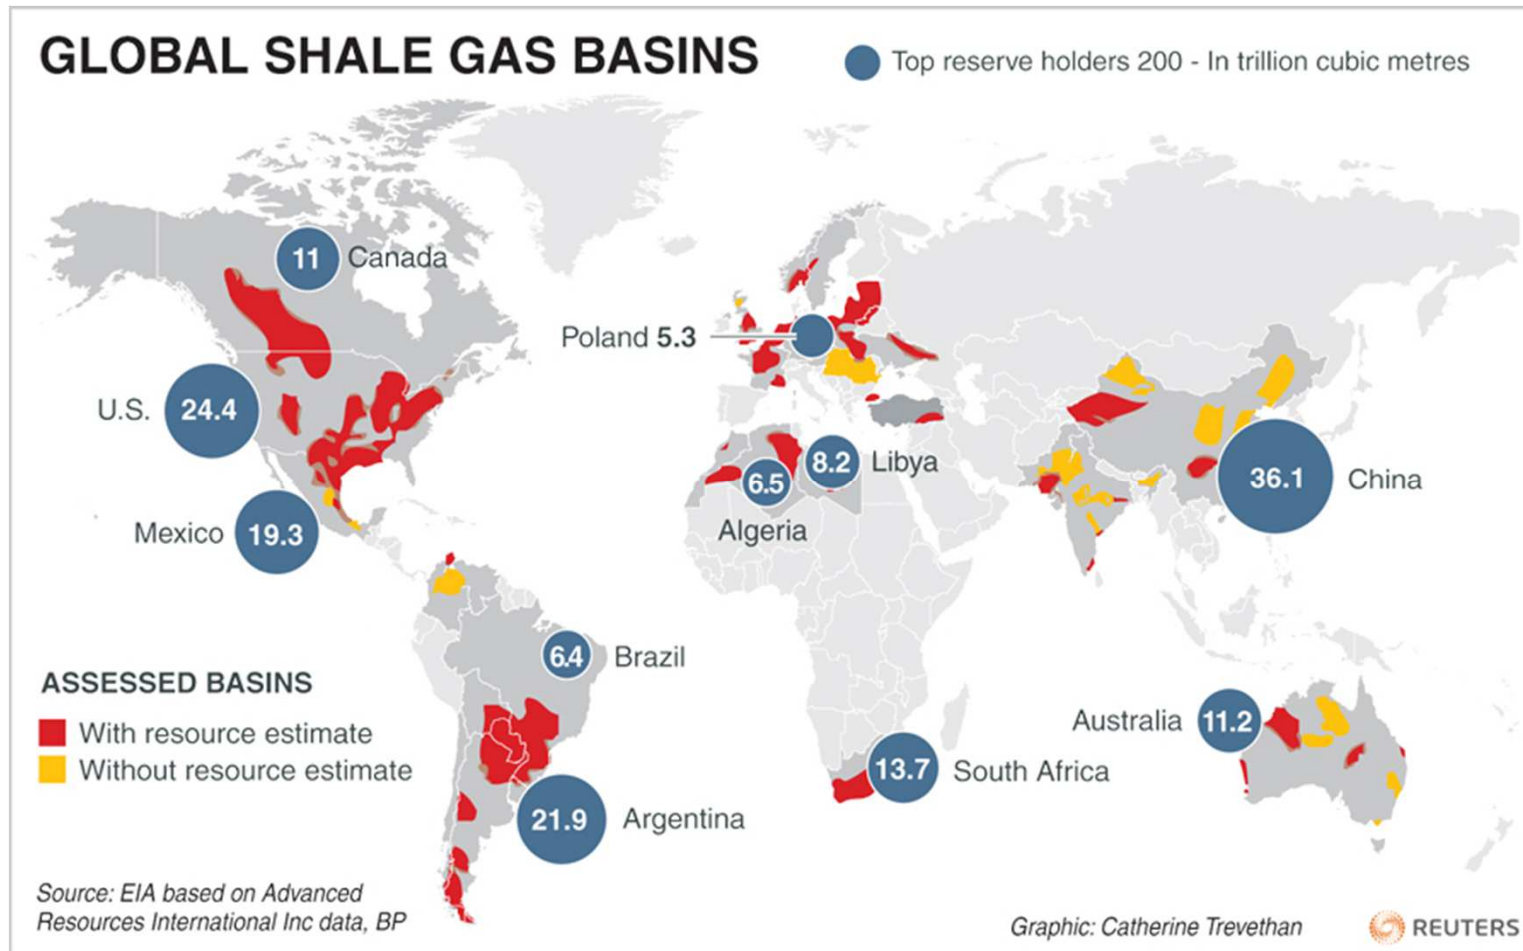 GLOBAL SHALE GAS BASINS
Top reserve holders 200 - In trillion cubic metres
11 Canada
Poland 5.3
U.S. 24.4
8.2 Libya
6.5
Algeria
36.1 China
Mexico 19.3
6.4 Brazil
ASSESSED BASINS
With resource estimate
Without resource estimate
Australia 11.2
13.7 South Africa
21.9 Argentina
Source: EIA based on Advanced
Resources International Inc data, BP
Graphic: Catherine Trevethan
REUTERS